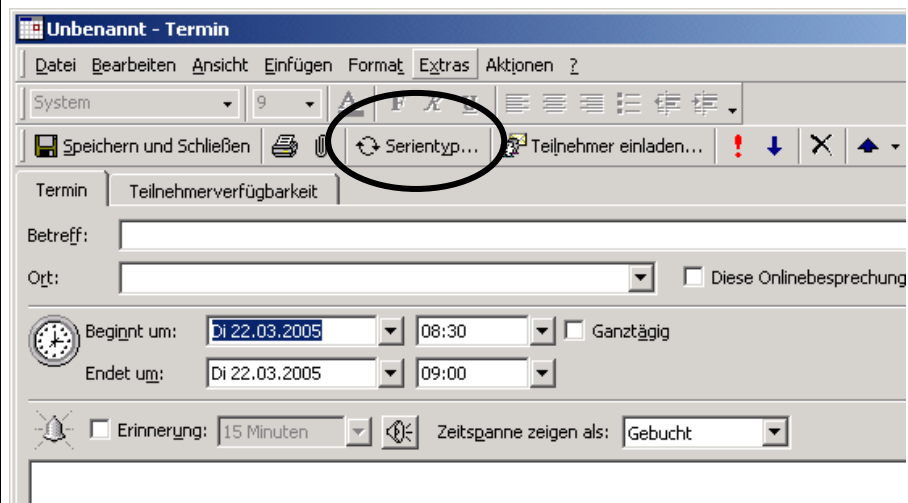 Unbenannt - Termin
Datei Bearbeiten Ansicht Einfügen Format Extras Aktionen ?
System 9 A F K U
Speichern und Schließen Serientyp... Teilnehmer einladen...
Termin Teilnehmerverfügbarkeit
Betreff:
Ort: Diese Onlinebesprechung
Beginnt um: Di 22.03.2005 08:30 Ganztägig
Endet um: Di 22.03.2005 09:00
Erinnerung: 15 Minuten Zeitspanne zeigen als: Gebucht